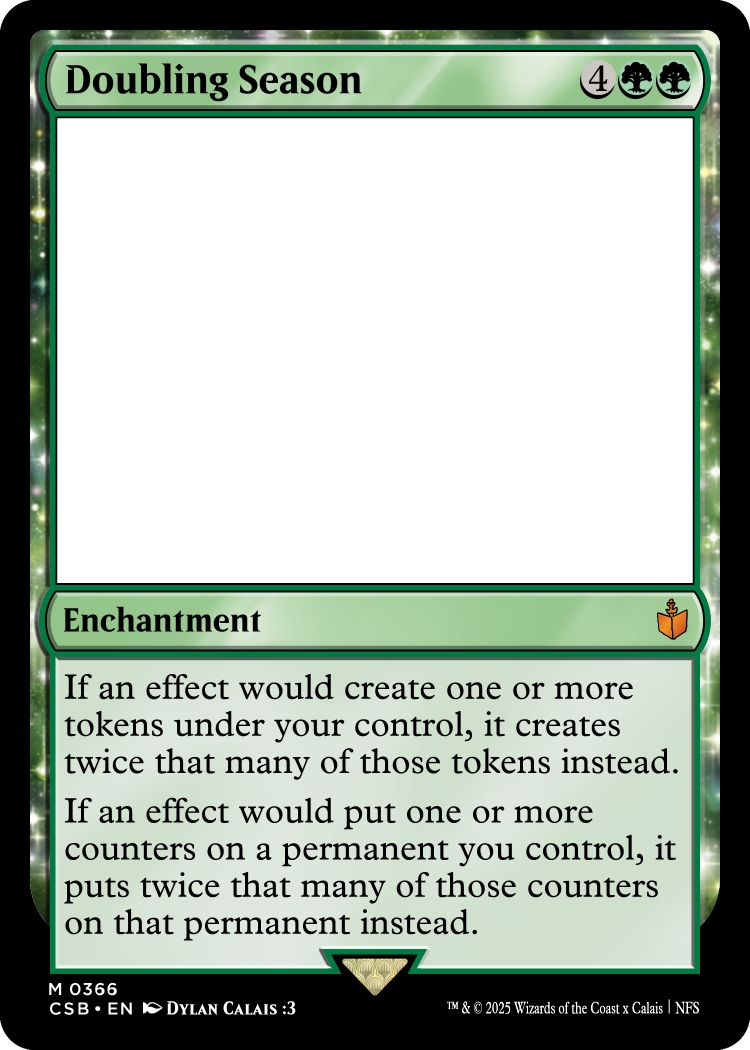 Doubling Season 4
Enchantment
If an effect would create one or more
tokens under your control, it creates
twice that many of those tokens instead.
If an effect would put one or more
counters on a permanent you control, it
puts twice that many of those counters
on that permanent instead.
M 0366
CSB • EN Dylan Calais :3
™ & © 2025 Wizards of the Coast x Calais | NFS